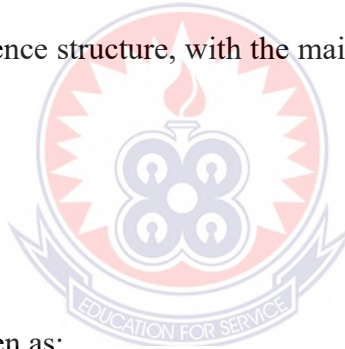 ence structure, with the mai
EDUCATION FOR SERVICE
en as: